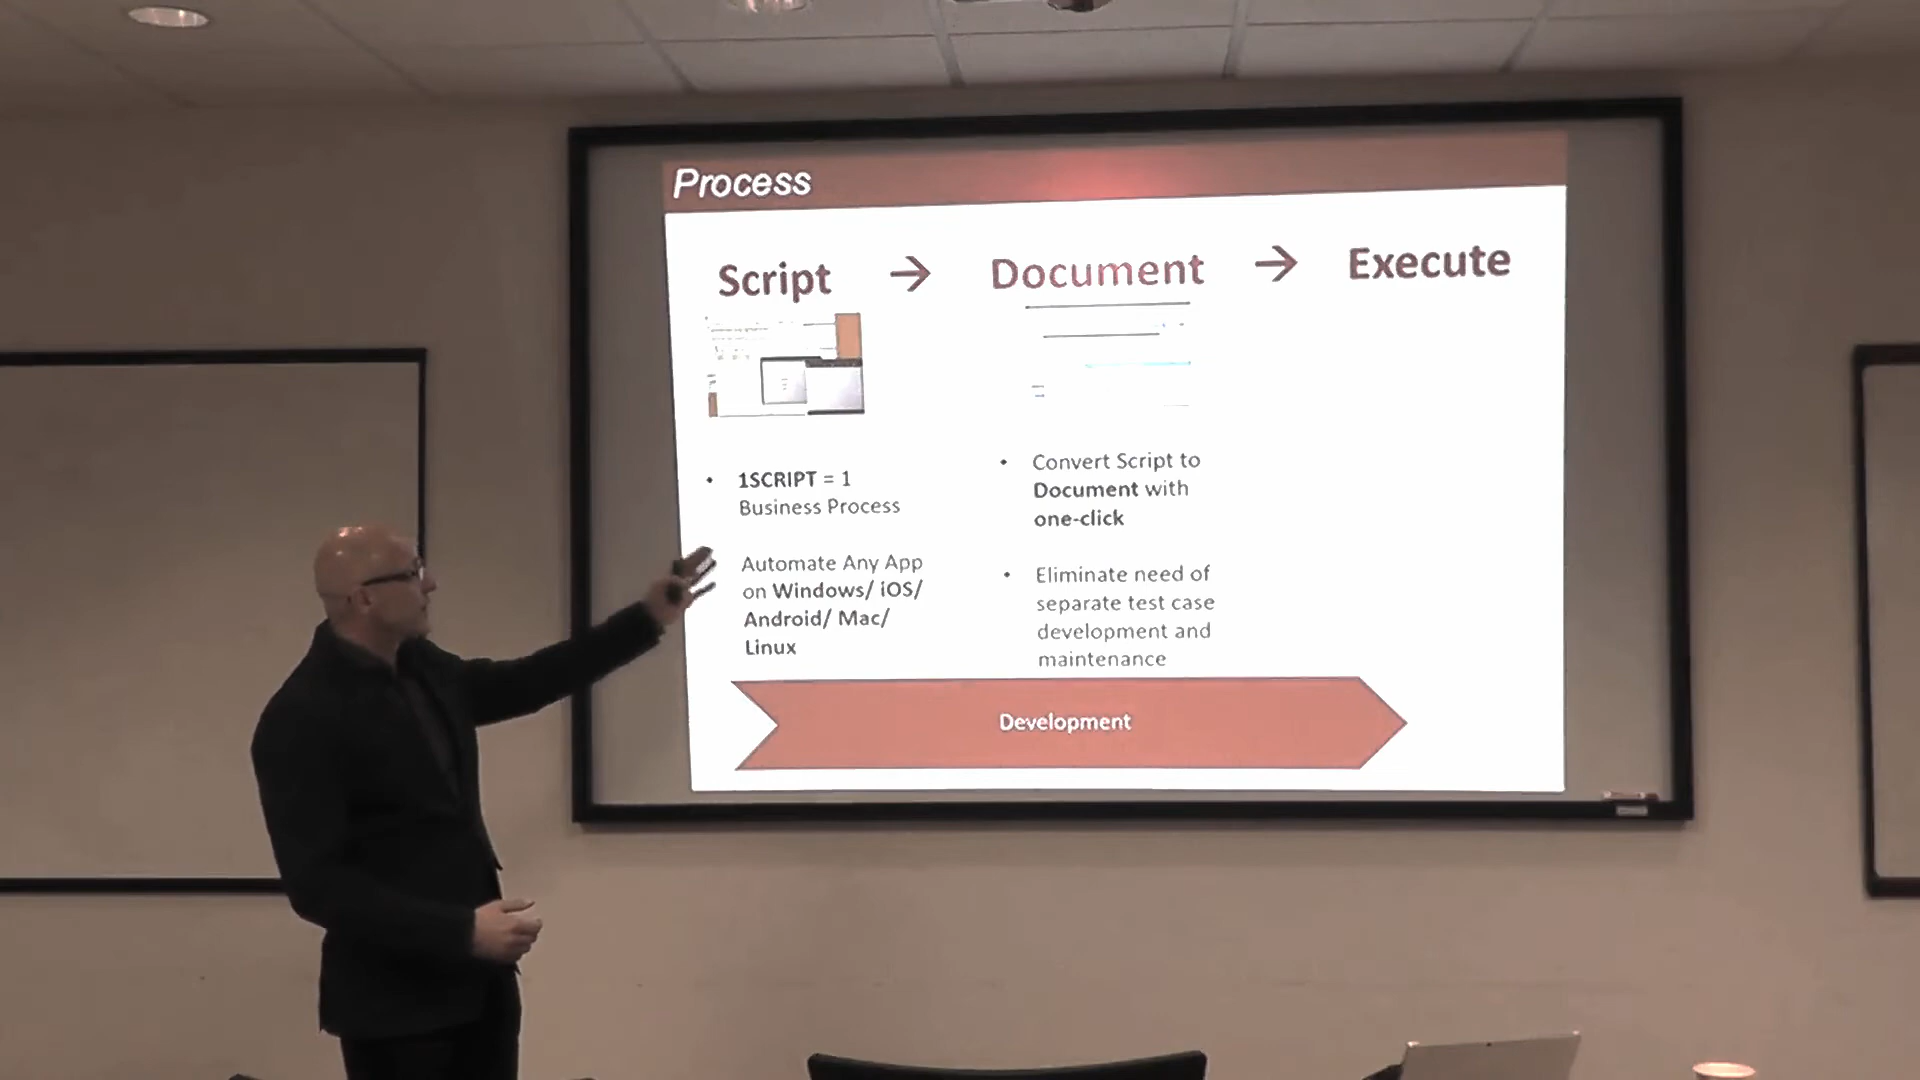 Process
Script → Document → Execute
• 1SCRIPT = 1
Business Process
Automate Any App
on Windows/ iOS/
Android/ Mac/
Linux
• Convert Script to
Document with
one-click
• Eliminate need of
separate test case
development and
maintenance
Development